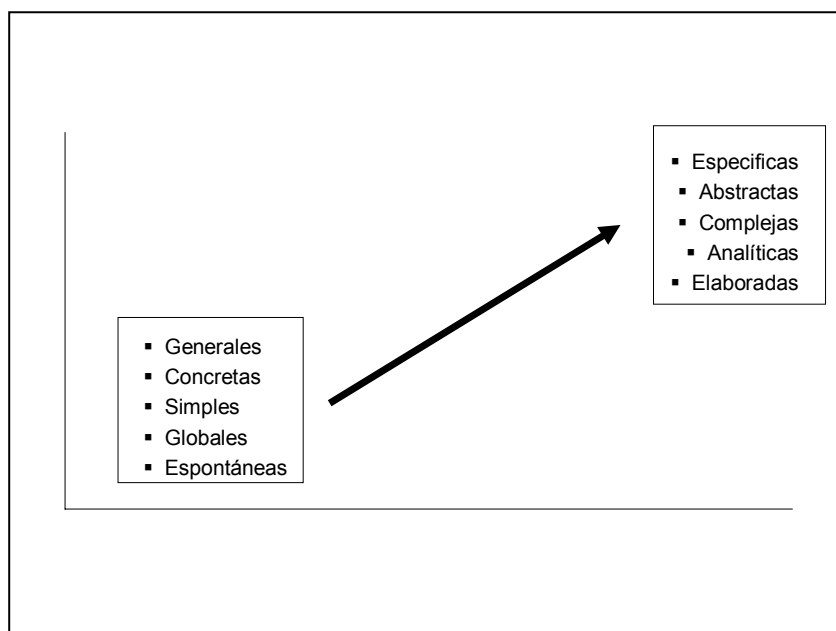 ▪ Especificas
▪ Abstractas
▪ Complejas
▪ Analíticas
▪ Elaboradas
▪ Generales
▪ Concretas
▪ Simples
▪ Globales
▪ Espontáneas